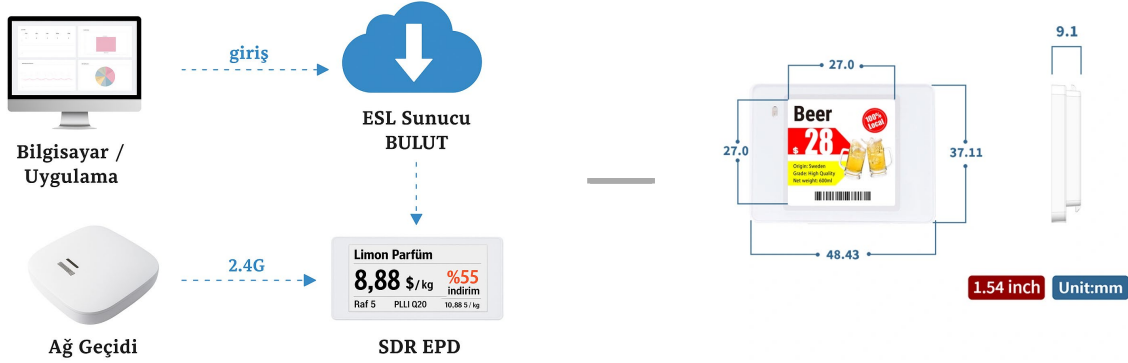 giriş
ESL Sunucu
BULUT
Bilgisayar /
Uygulama
2.4G
Limon Parfüm
8,88 $/kg
%55
indirim
Raf 5 PLLI Q20 10,88 S / kg
Ağ Geçidi
SDR EPD
9.1
27.0
Beer
100%
Local
$ 28
27.0
37.11
Origin: Sweden
Grade: High Quality
Net weight: 600ml
48.43
1.54 inch
Unit:mm